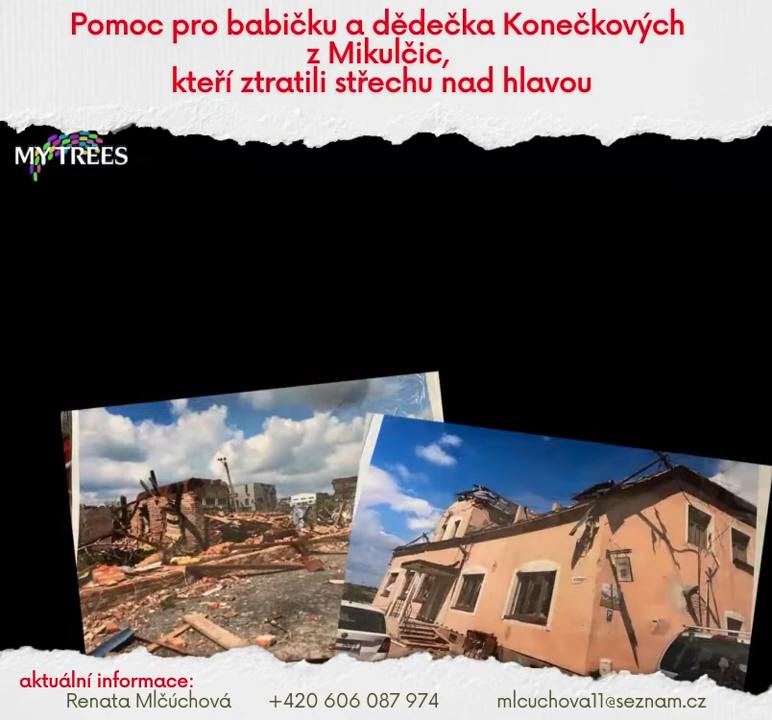 Pomoc pro babičku a dědečka Konečkových
z Mikulčic,
kteří ztratili střechu nad hlavou
MY TREES
aktuální informace:
Renata Mlčúchová +420 606 087 974 mlcuchova11@seznam.cz